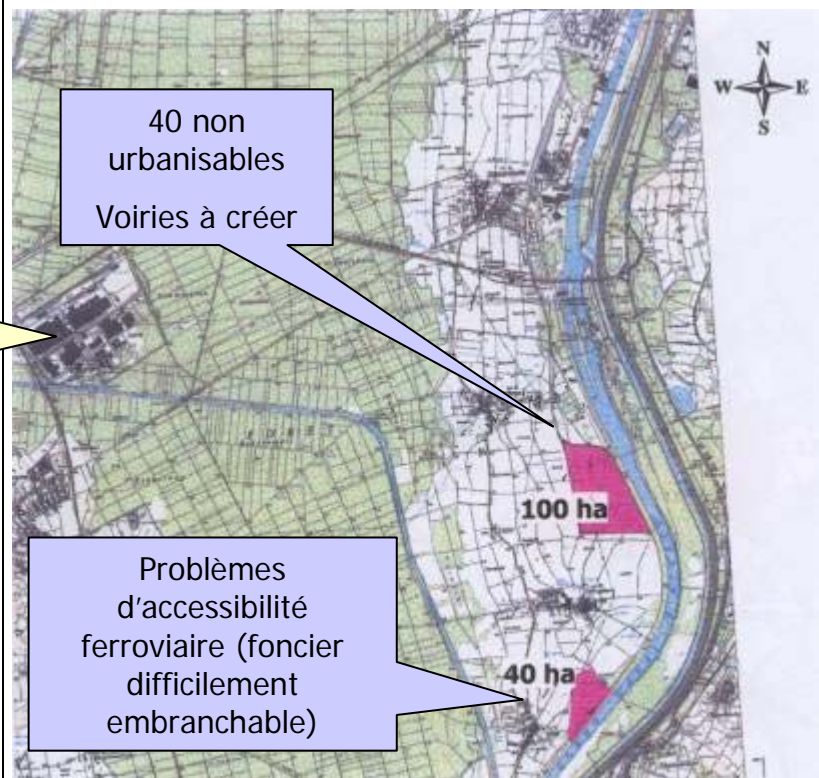 N
W E
S
40 non
urbanisables
Voiries à créer
100 ha
Problèmes
d'accessibilité
ferroviaire (foncier
difficilement
embranchable)
40 ha